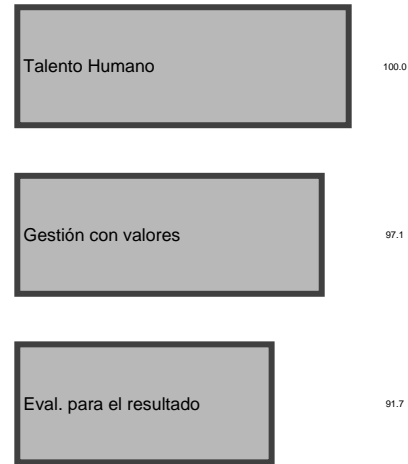 Talento Humano 100.0
Gestión con valores 97.1
Eval. para el resultado 91.7